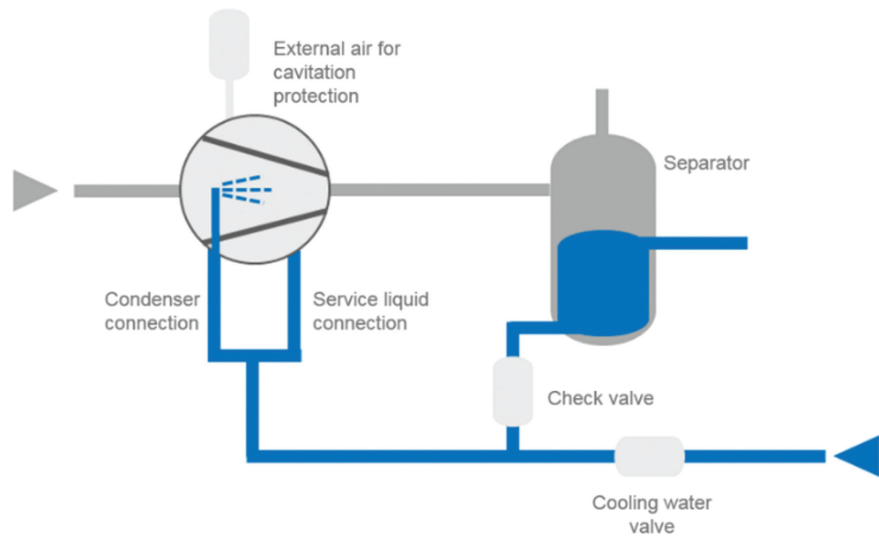 External air for
cavitation
protection
Separator
Condenser
connection
Service liquid
connection
Check valve
Cooling water
valve